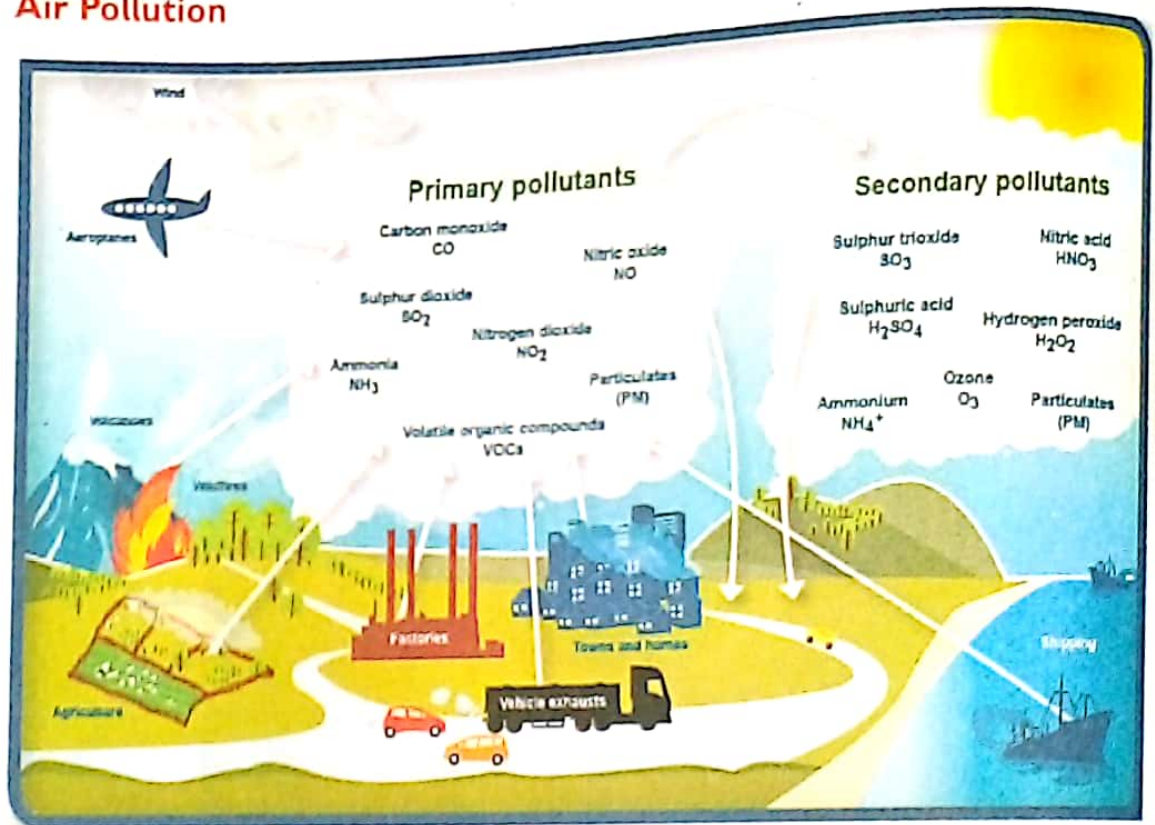 Air Pollution
Wind
Aeroplanes
Primary pollutants
Carbon monoxide
CO
Nitric oxide
NO
Sulphur dioxide
SO2
Nitrogen dioxide
NO2
Ammonia
NH3
Particulates
(PM)
Volatile organic compounds
VOCs
Secondary pollutants
Sulphur trioxide
SO3
Nitric acid
HNO3
Sulphuric acid
H2SO4
Hydrogen peroxide
H2O2
Ozone
O3
Ammonium
NH4+
Particulates
(PM)
Volcanoes
Wildfires
Factories
Towns and homes
Shipping
Vehicle exhausts
Agriculture